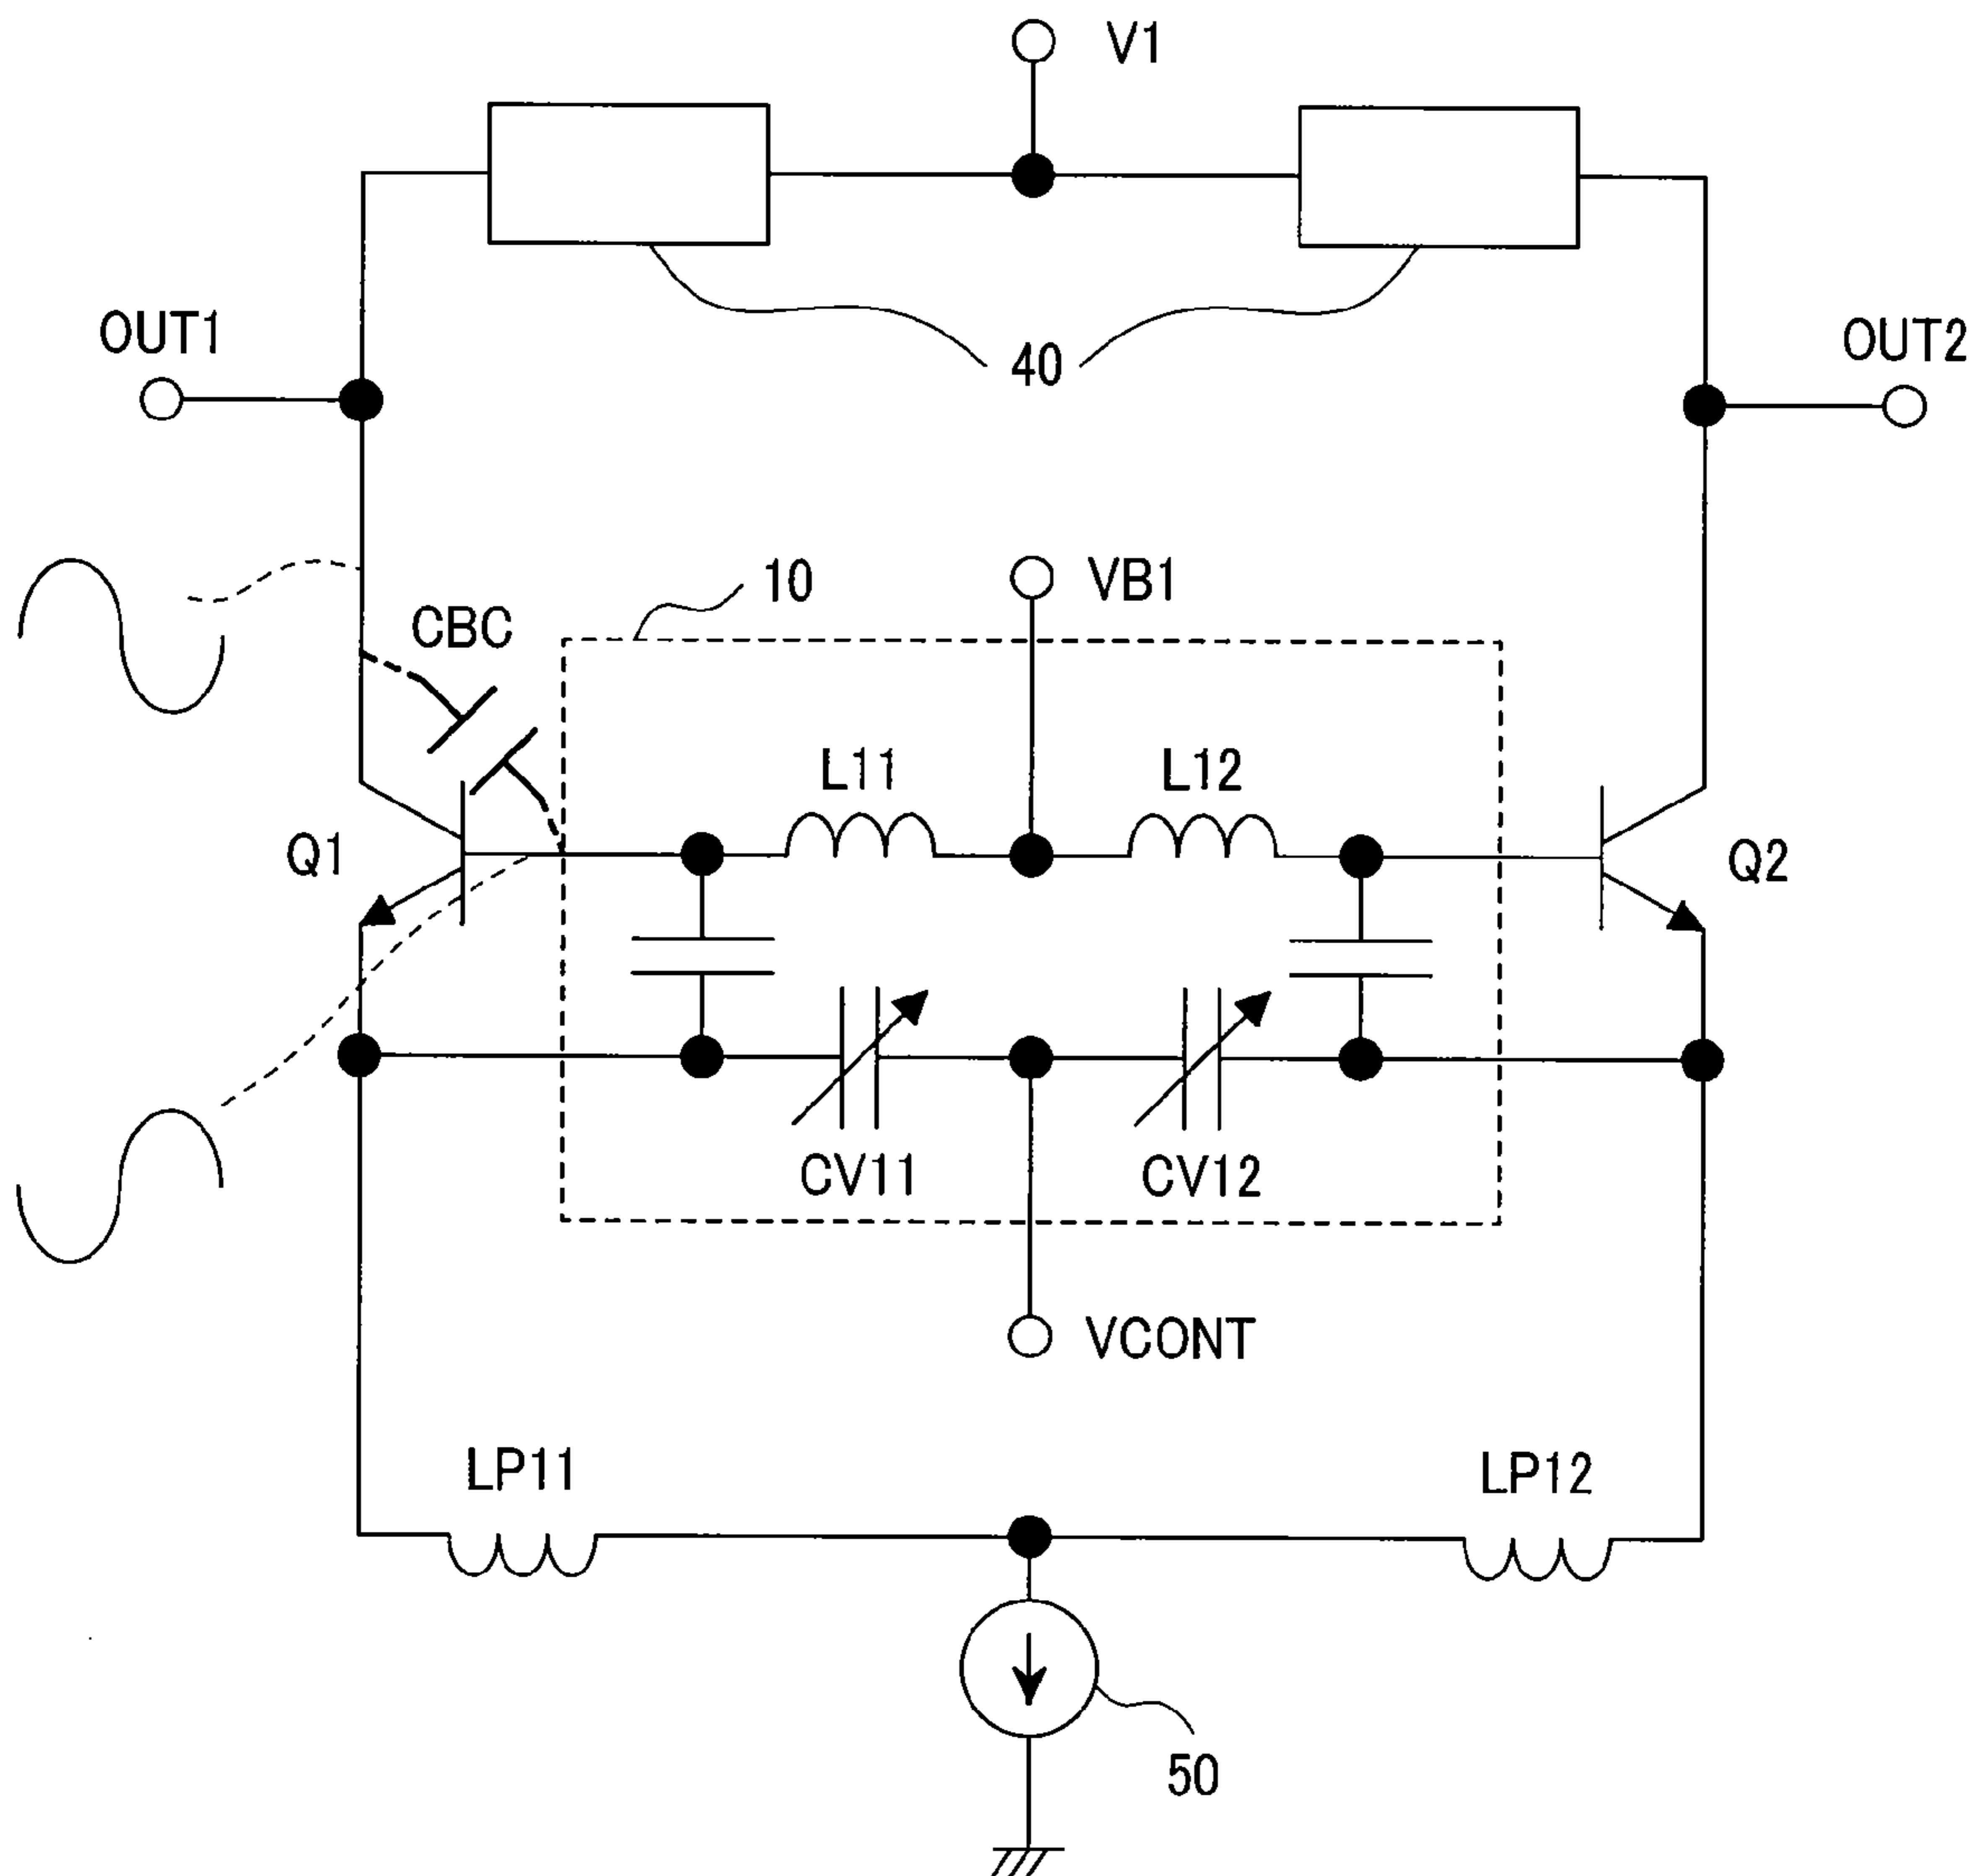 V1
OUT1
40
OUT2
10
VB1
CBC
L11
L12
Q1
Q2
CV11
CV12
VCONT
LP11
LP12
50